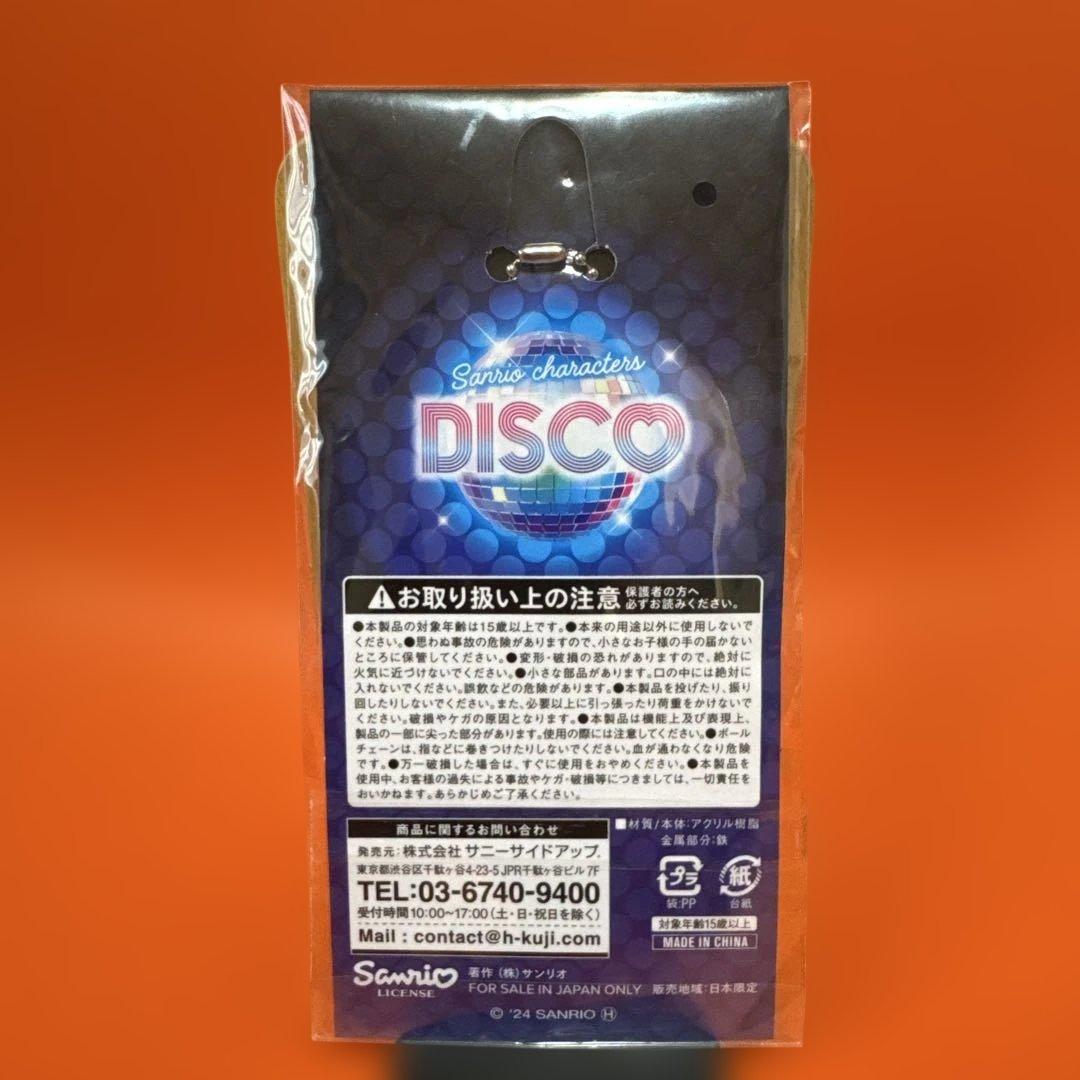 Sanrio characters
DISCO
お取り扱い上の注意 保護者の方へ
必ずお読みください。
●本製品の対象年齢は15歳以上です。●本来の用途以外に使用しないで
ください。●思わぬ事故の危険がありますので、小さなお子様の手の届かない
ところに保管してください。●変形・破損の恐れがありますので、絶対に
火気に近づけないでください。●小さな部品があります。口の中には絶対に
入れないでください。誤飲などの危険があります。●本製品を投げたり、振り
回したりしないでください。また、必要以上に引っ張ったり荷重をかけないで
ください。破損やケガの原因となります。●本製品は機能上及び表現上、
製品の一部に尖った部分があります。使用の際には注意してください。●ボール
チェーンは、指などに巻きつけたりしないでください。血が通わなくなり危険
です。●万一破損した場合は、すぐに使用をおやめください。●本製品を
使用中、お客様の過失による事故やケガ・破損等につきましては、一切責任を
おいかねます。あらかじめご了承ください。
商品に関するお問い合わせ
発売元:株式会社 サニーサイドアップ
東京都渋谷区千駄ヶ谷4-23-5 JPR千駄ヶ谷ビル 7F
TEL:03-6740-9400
受付時間10:00~17:00(土・日・祝日を除く)
Mail : contact@h-kuji.com
■材質/本体:アクリル樹脂
金属部分:鉄
プラ
紙
袋:PP
台紙
対象年齢15歳以上
MADE IN CHINA
Sanrio
LICENSE
著作 (株) サンリオ
FOR SALE IN JAPAN ONLY 販売地域:日本限定
© '24 SANRIO Ⓗ